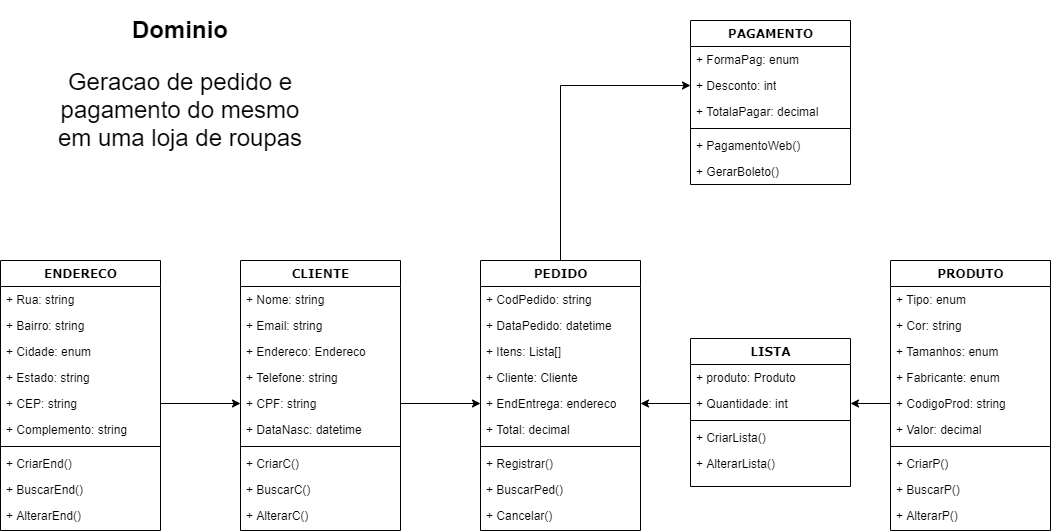 Dominio
Geracao de pedido e
pagamento do mesmo
em uma loja de roupas
PAGAMENTO
+ FormaPag: enum
+ Desconto: int
+ TotalaPagar: decimal
+ PagamentoWeb()
+ GerarBoleto()
ENDERECO
+ Rua: string
+ Bairro: string
+ Cidade: enum
+ Estado: string
+ CEP: string
+ Complemento: string
+ CriarEnd()
+ BuscarEnd()
+ AlterarEnd()
CLIENTE
+ Nome: string
+ Email: string
+ Endereco: Endereco
+ Telefone: string
+ CPF: string
+ DataNasc: datetime
+ CriarC()
+ BuscarC()
+ AlterarC()
PEDIDO
+ CodPedido: string
+ DataPedido: datetime
+ Itens: Lista[]
+ Cliente: Cliente
+ EndEntrega: endereco
+ Total: decimal
+ Registrar()
+ BuscarPed()
+ Cancelar()
LISTA
+ produto: Produto
+ Quantidade: int
+ CriarLista()
+ AlterarLista()
PRODUTO
+ Tipo: enum
+ Cor: string
+ Tamanhos: enum
+ Fabricante: enum
+ CodigoProd: string
+ Valor: decimal
+ CriarP()
+ BuscarP()
+ AlterarP()